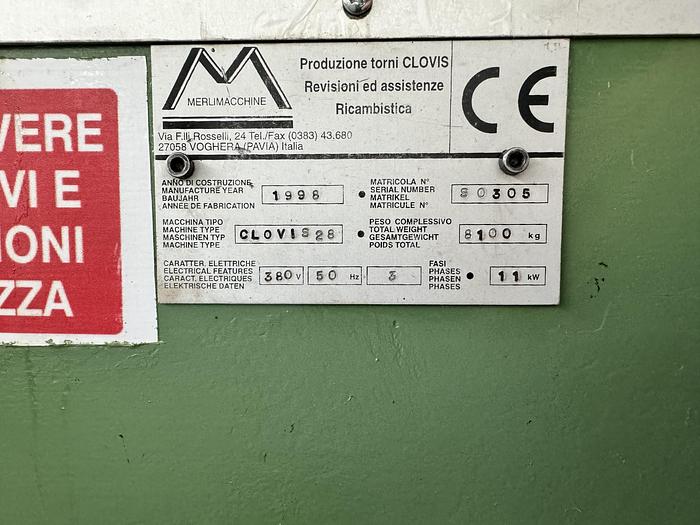 VERE
VI E
IONI
ZZA
M
MERLIMACCHINE
Produzione torni CLOVIS
Revisioni ed assistenze
Ricambistica
CE
Via F.lli Rosselli, 24 Tel./Fax (0383) 43.680
27058 VOGHERA (PAVIA) Italia
ANNO DI COSTRUZIONE
MANUFACTURE YEAR
BAUJAHR
ANNEE DE FABRICATION
1998
MATRICOLA N°
SERIAL NUMBER
MATRIKEL
MATRICULE N°
S0305
MACCHINA TIPO
MACHINE TYPE
MASCHINEN TYP
MACHINE TYPE
CLOVIS28
PESO COMPLESSIVO
TOTAL WEIGHT
GESAMTGEWICHT
POIDS TOTAL
8100 kg
CARATTER. ELETTRICHE
ELECTRICAL FEATURES
CARACT. ELECTRIQUES
ELEKTRISCHE DATEN
380 V 50 Hz 3
FASI
PHASES
PHASEN
PHASES
11 kW